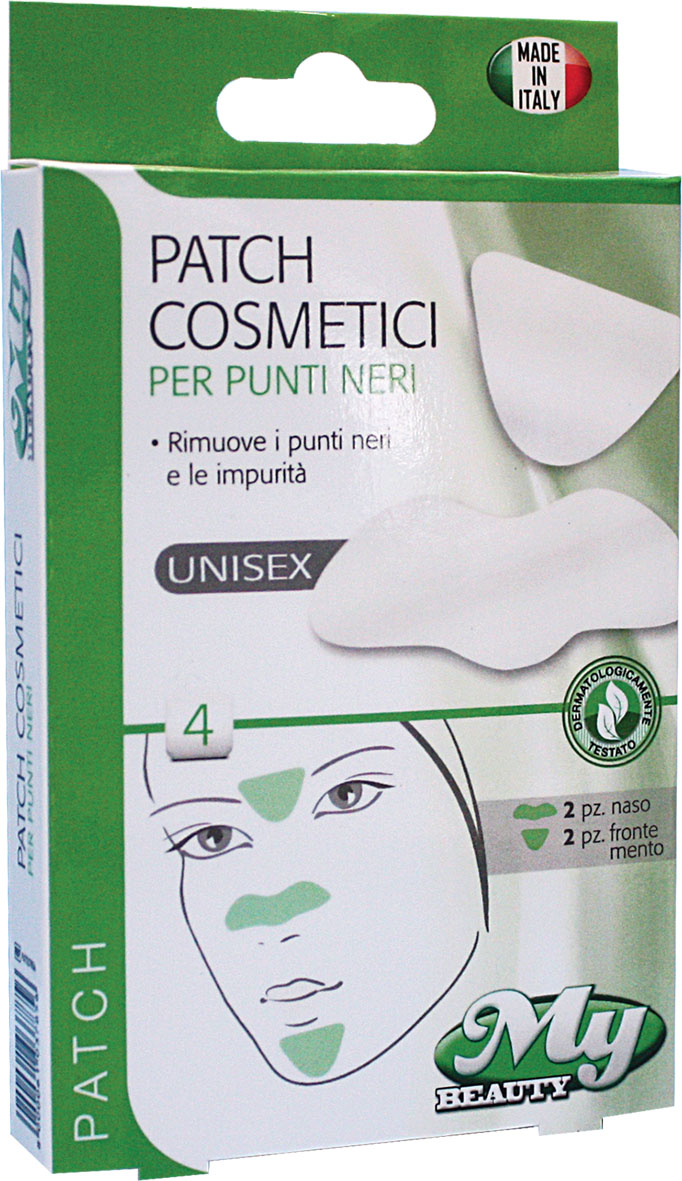 MADE
IN
ITALY
PATCH
COSMETICI
PER PUNTI NERI
• Rimuove i punti neri
e le impurità
UNISEX
DERMATOLOGICAMENTE
TESTATO
4
2 pz. naso
2 pz. fronte
mento
My
BEAUTY
PATCH COSMETICI
PER PUNTI NERI
PATCH